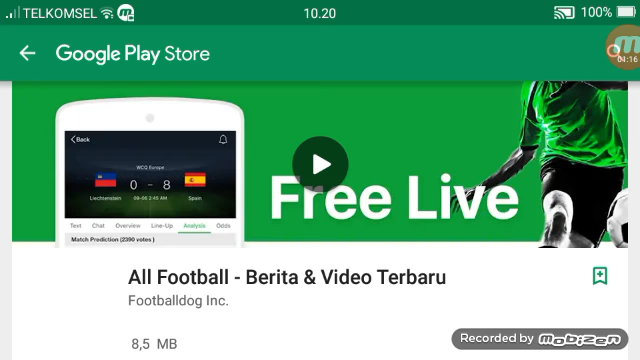 TELKOMSEL
10.20
100%
Google Play Store
01:16
Back
WCQ Europe
0 - 8
Liechtenstein
Spain
Text Chat Overview Line-Up Analysis Odds
Match Prediction (2390 votes)
Free Live
All Football - Berita & Video Terbaru
Footballdog Inc.
8,5 MB
Recorded by MOBIZEN